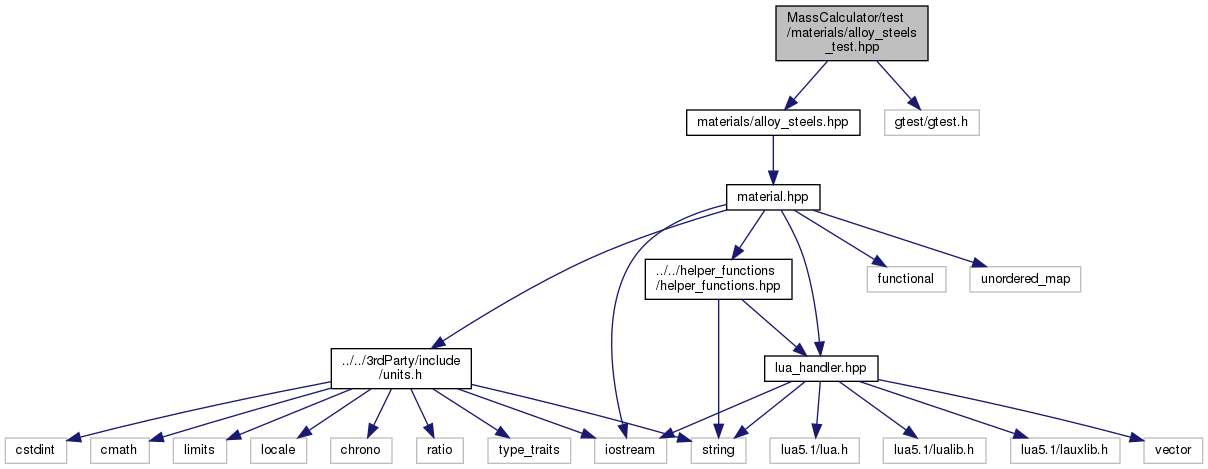 MassCalculator/test
/materials/alloy_steels
_test.hpp
materials/alloy_steels.hpp
gtest/gtest.h
material.hpp
../../helper_functions
/helper_functions.hpp
functional
unordered_map
../../3rdParty/include
/units.h
lua_handler.hpp
cstdint
cmath
limits
locale
chrono
ratio
type_traits
iostream
string
lua5.1/lua.h
lua5.1/lualib.h
lua5.1/lauxlib.h
vector